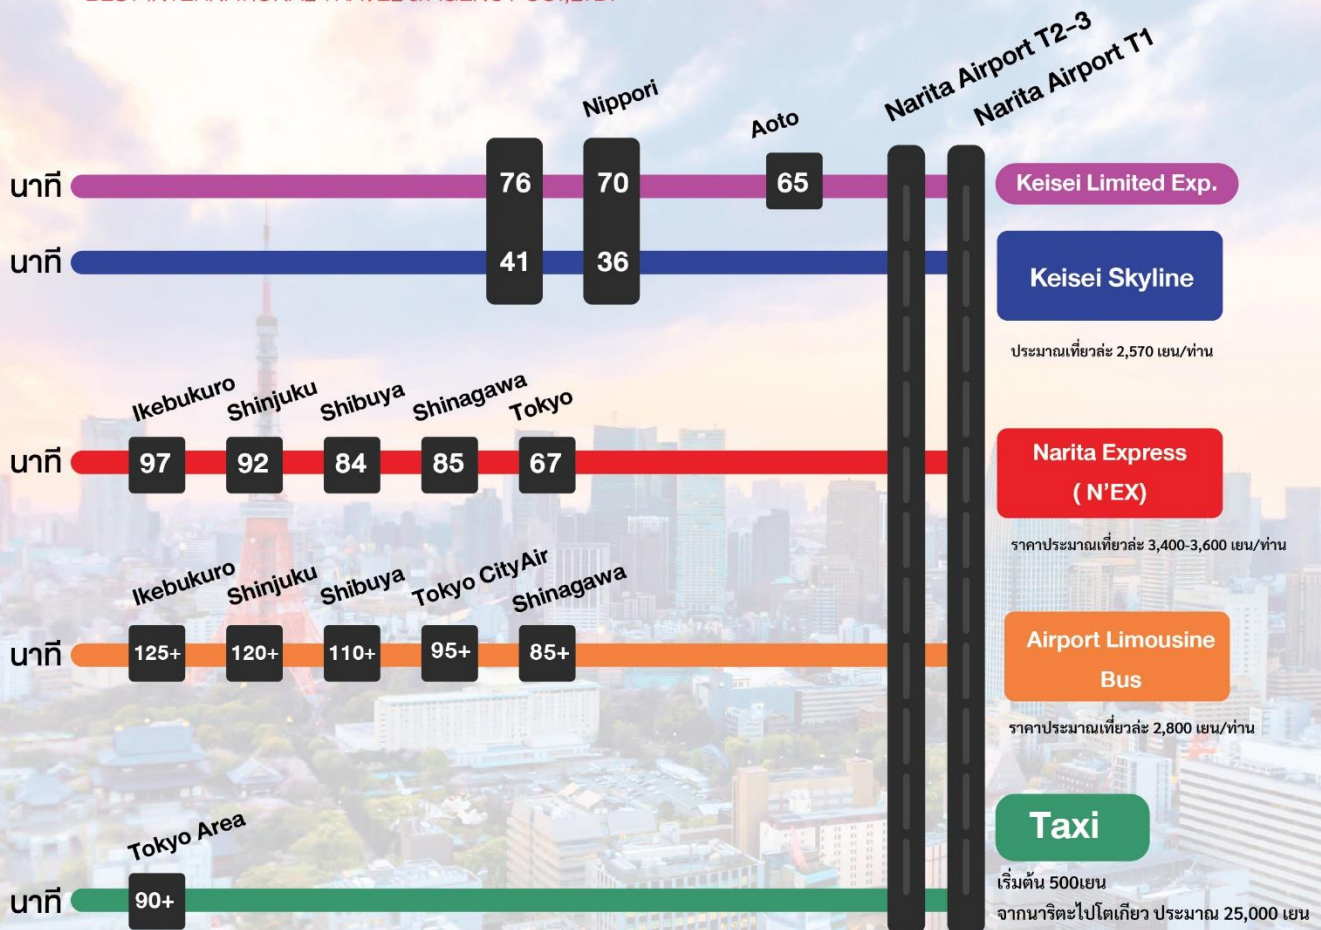 Narita Airport T2-3
Narita Airport T1
Nippori
Aoto
นาที
76
70
65
Keisei Limited Exp.
นาที
41
36
Keisei Skyline
ประมาณเที่ยวล่ะ 2,570 เยน/ท่าน
Ikebukuro
Shinjuku
Shibuya
Shinagawa
Tokyo
นาที
97
92
84
85
67
Narita Express
( N'EX)
ราคาประมาณเที่ยวล่ะ 3,400-3,600 เยน/ท่าน
Ikebukuro
Shinjuku
Shibuya
Tokyo CityAir
Shinagawa
นาที
125+
120+
110+
95+
85+
Airport Limousine
Bus
ราคาประมาณเที่ยวล่ะ 2,800 เยน/ท่าน
Tokyo Area
นาที
90+
Taxi
เริ่มต้น 500เยน
จากนาริตะไปโตเกียว ประมาณ 25,000 เยน